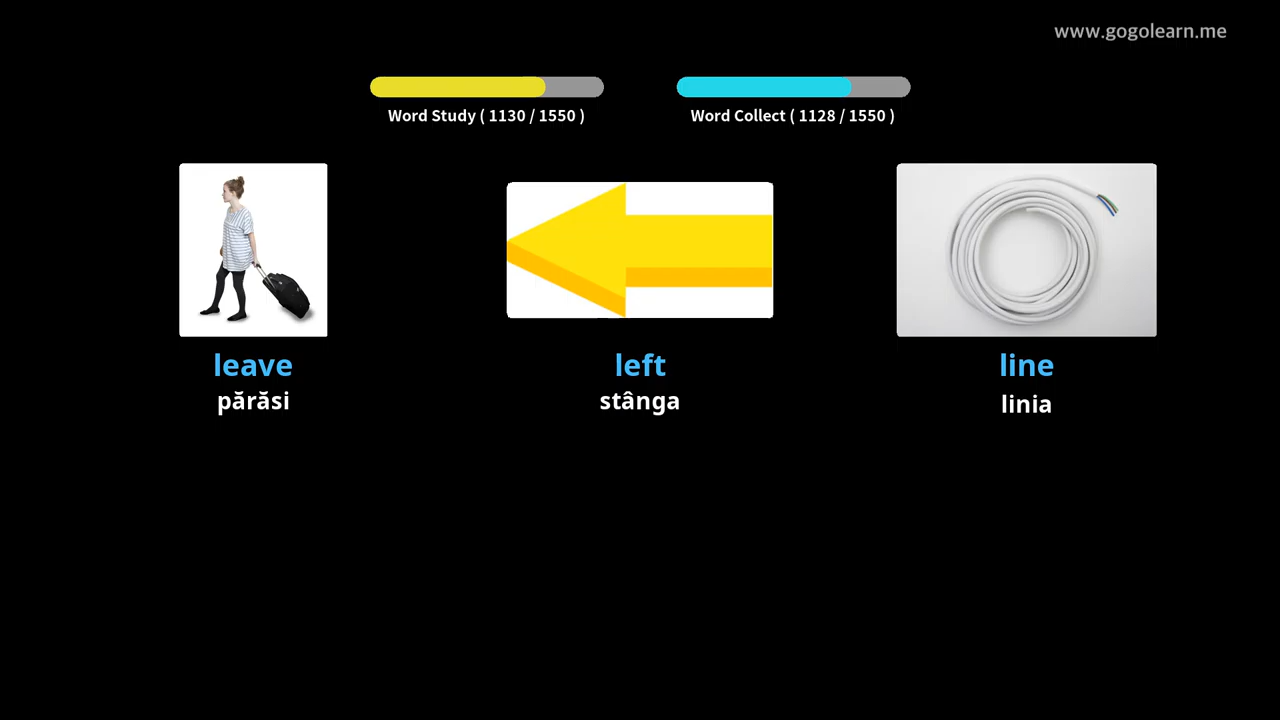 www.gogolearn.me
Word Study ( 1130 / 1550 )
Word Collect ( 1128 / 1550 )
leave
părăsi
left
stânga
line
linia